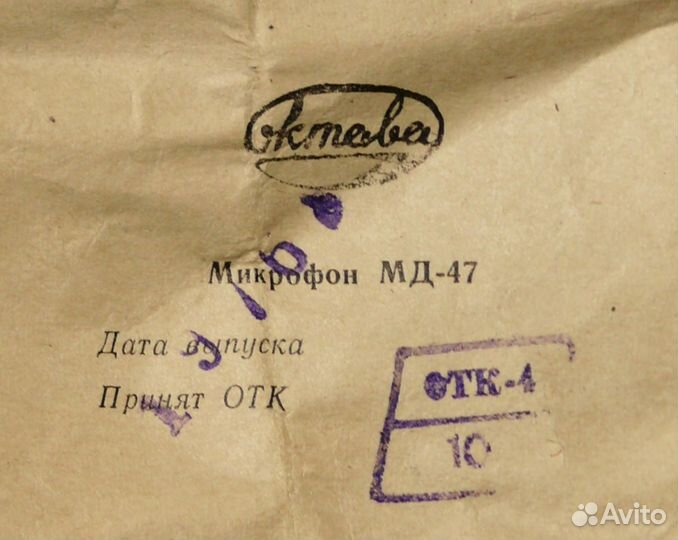 Октава
Микрофон МД-47
Дата выпуска
Принят ОТК
ОТК-4
10
Avito